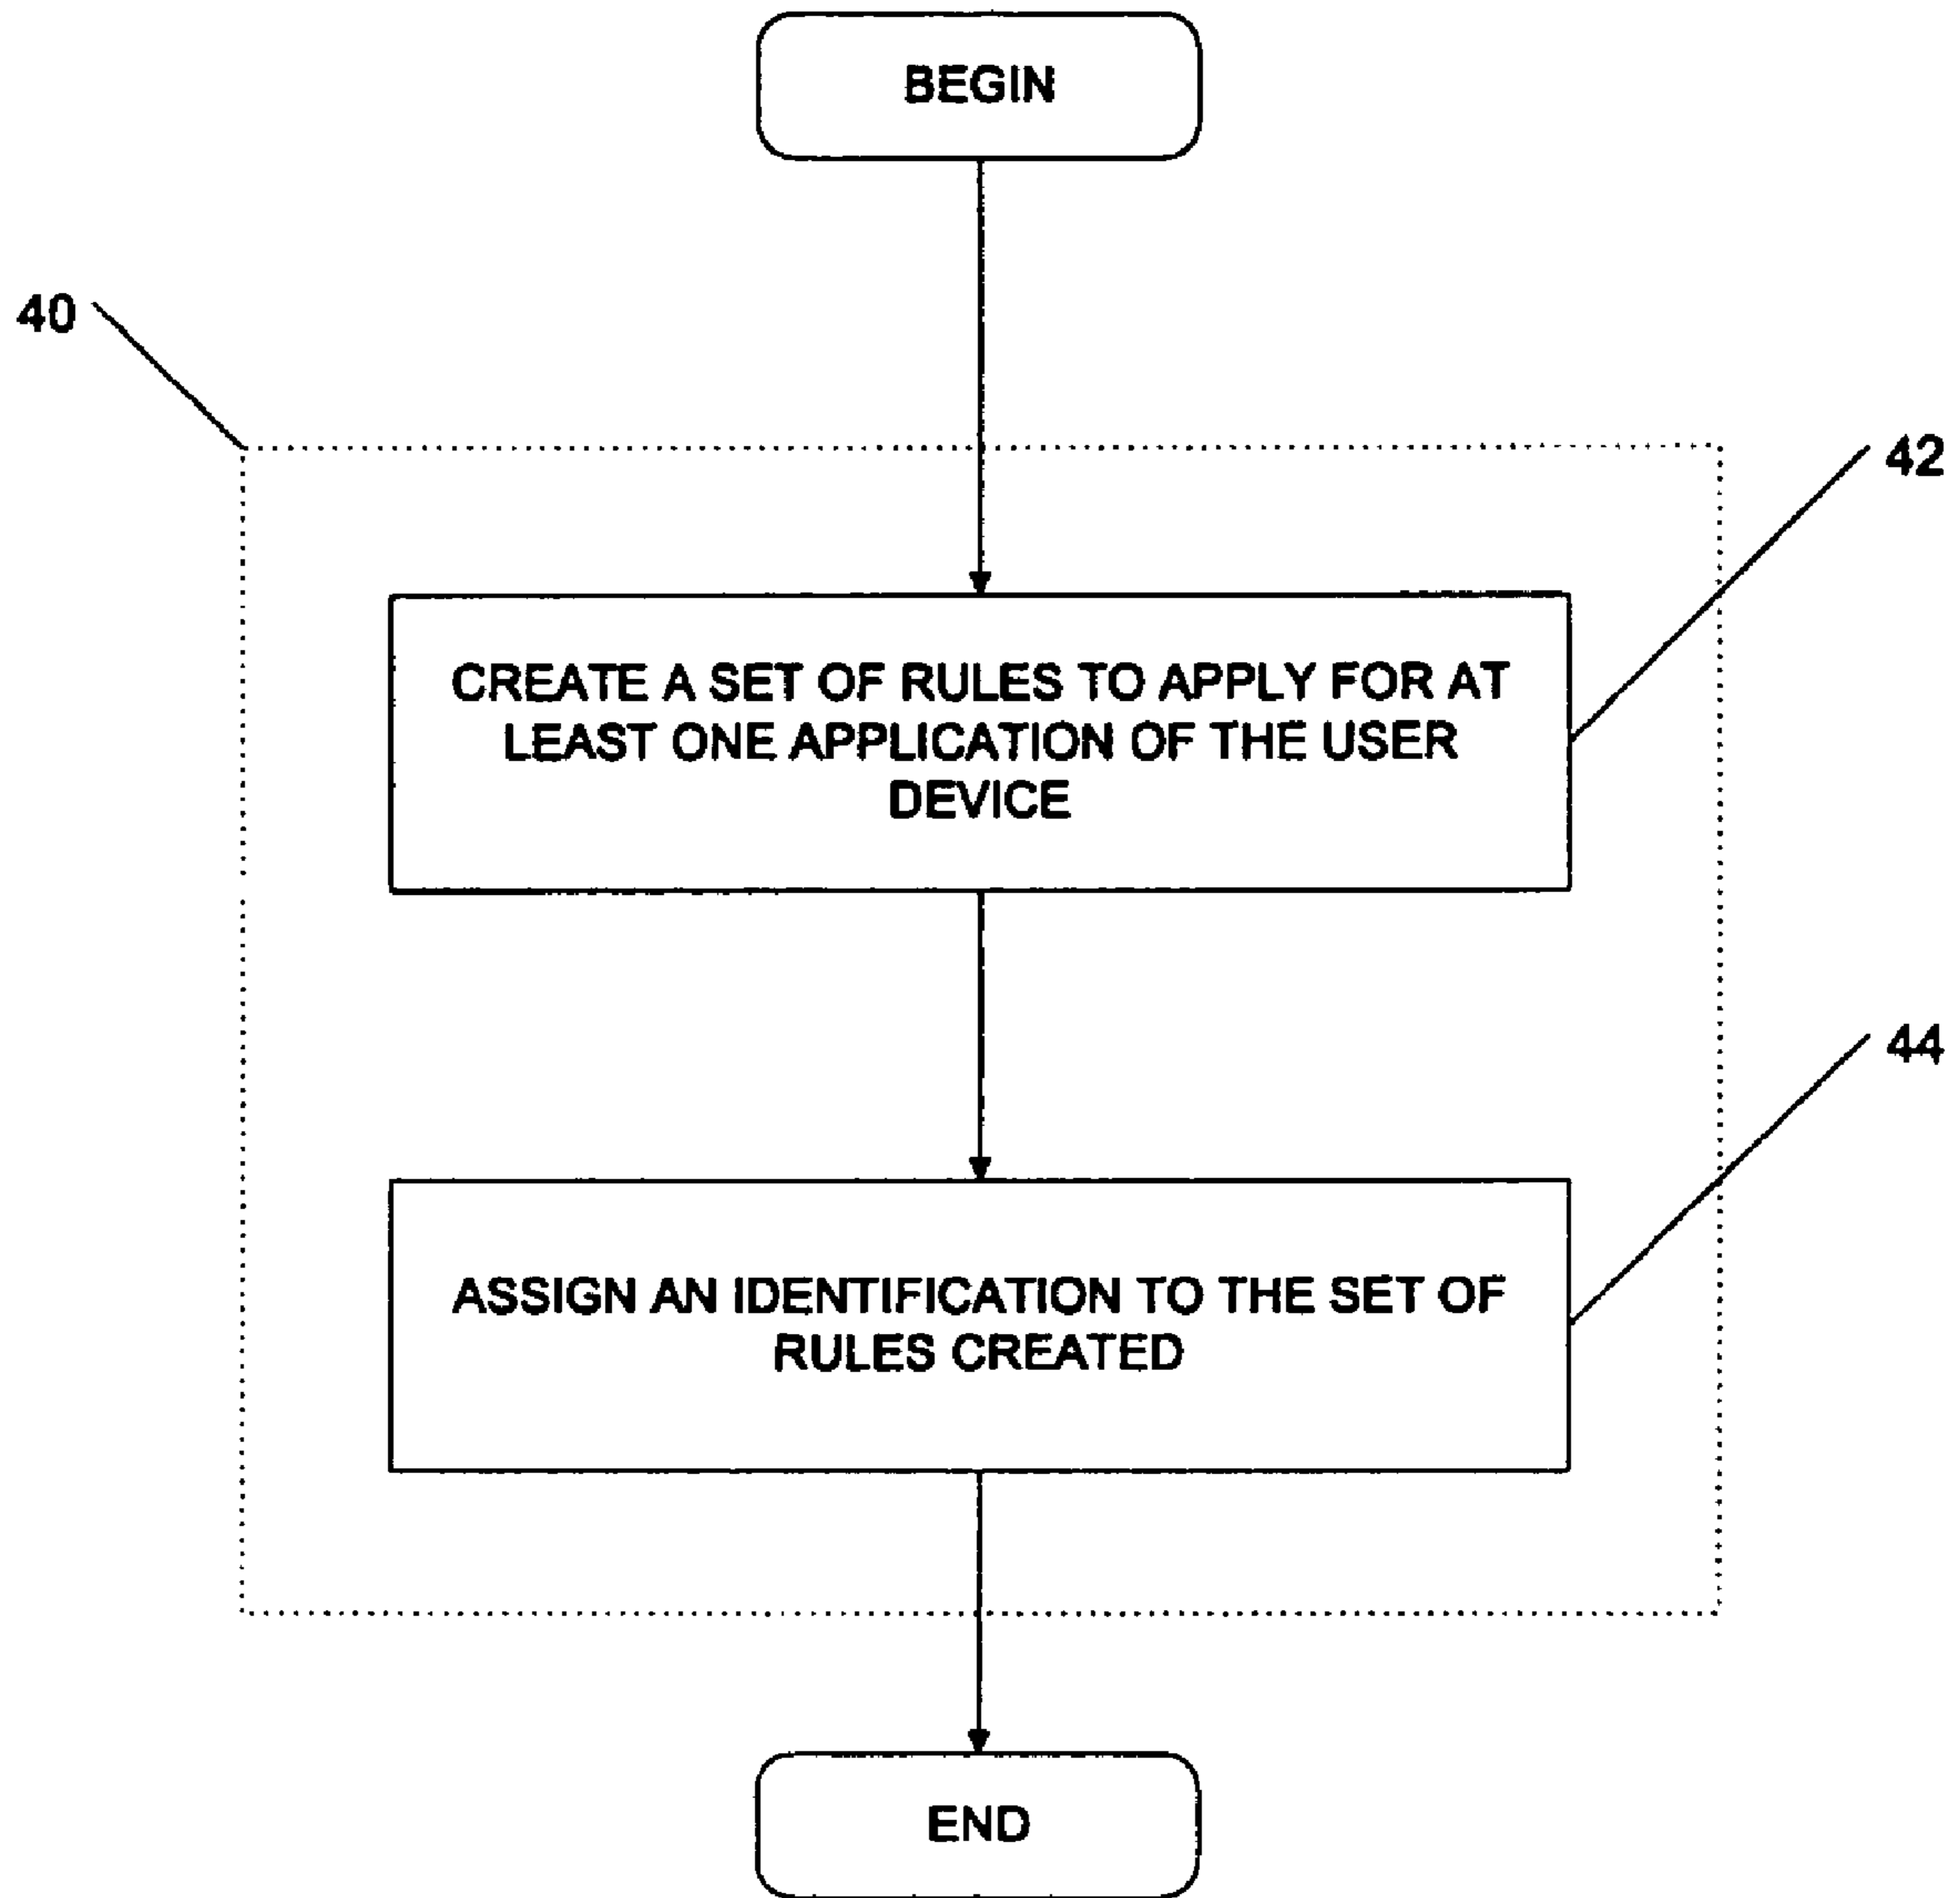 BEGIN
40
42
CREATE A SET OF RULES TO APPLY FOR AT
LEAST ONE APPLICATION OF THE USER
DEVICE
44
ASSIGN AN IDENTIFICATION TO THE SET OF
RULES CREATED
END